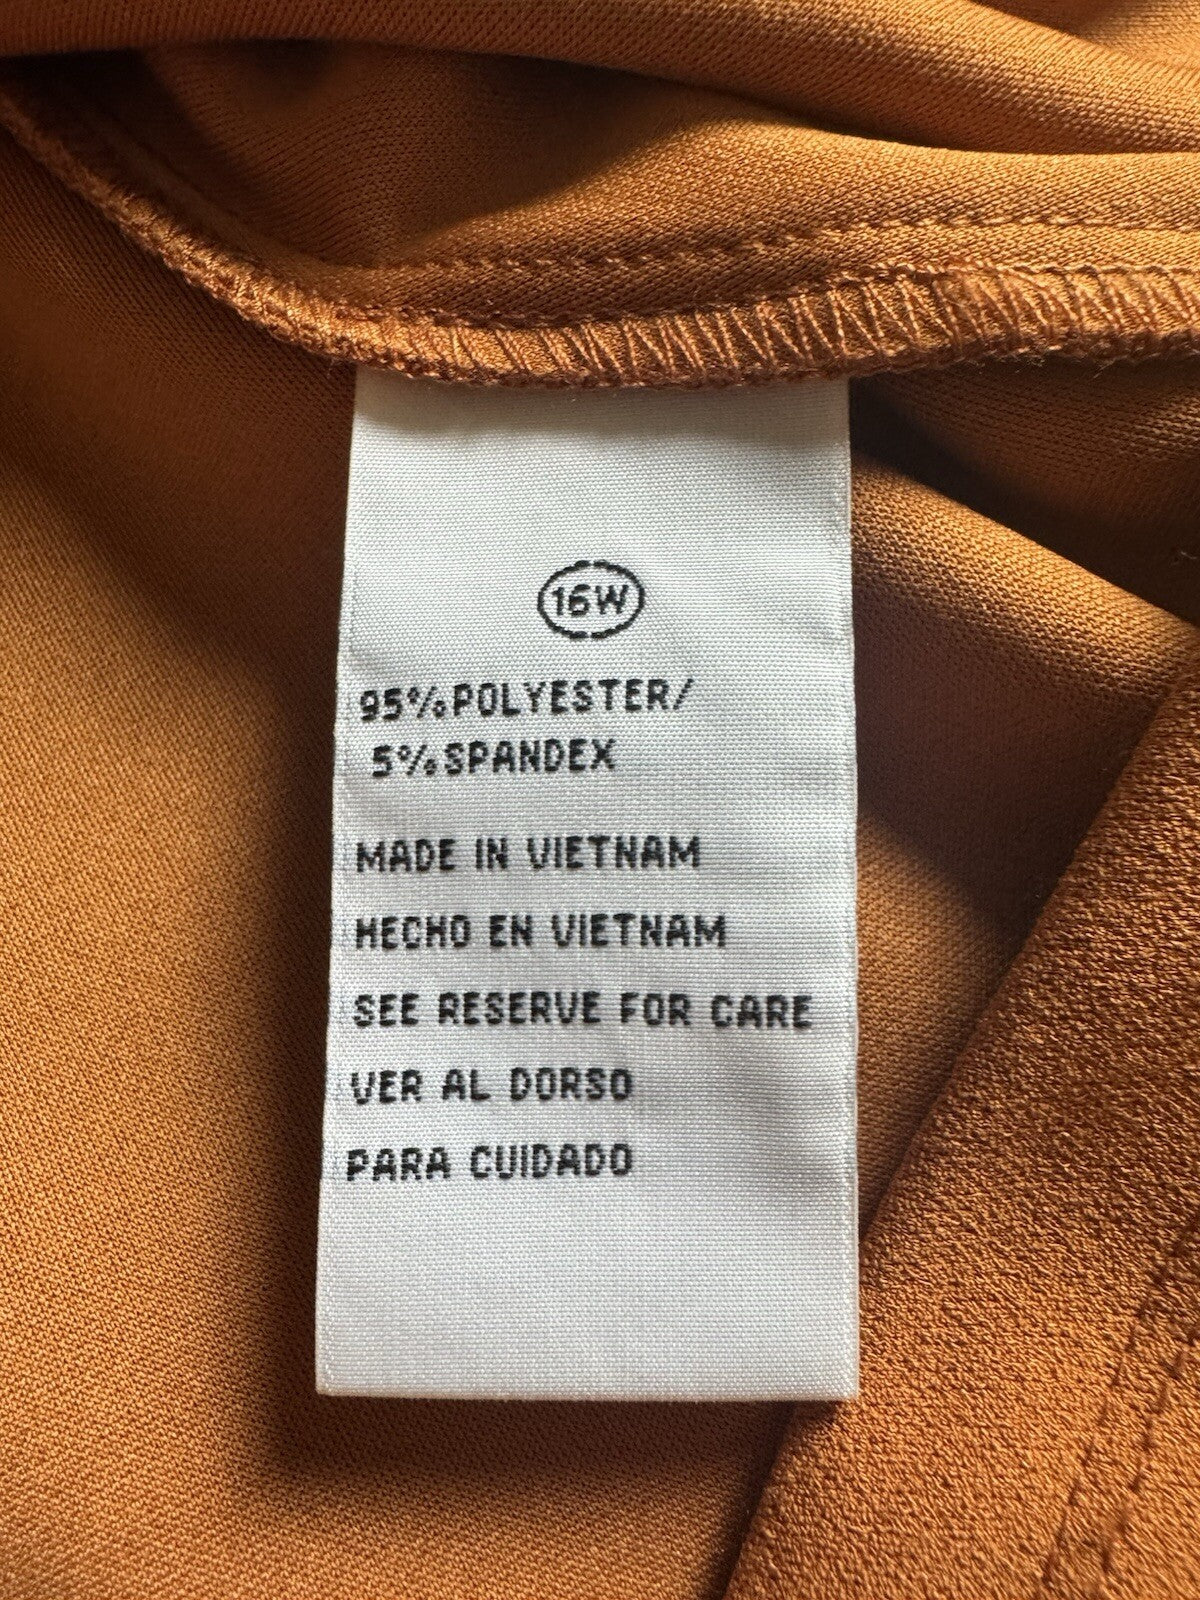 16W
95%POLYESTER/
5%SPANDEX
MADE IN VIETNAM
HECHO EN VIETNAM
SEE RESERVE FOR CARE
VER AL DORSO
PARA CUIDADO